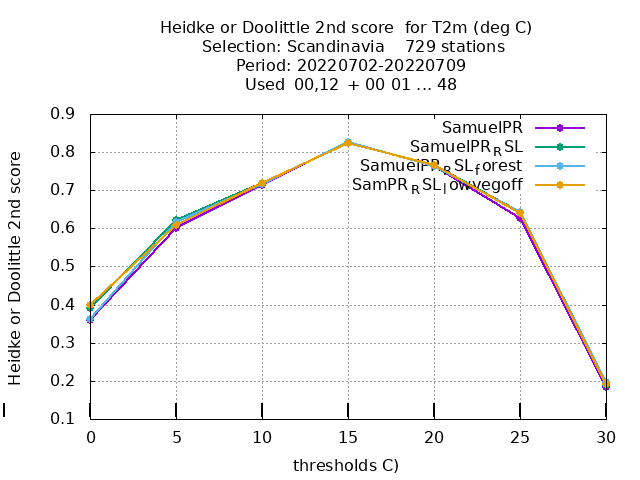 Heidke or Doolittle 2nd score  for T2m (deg C)
Selection: Scandinavia    729 stations
Period: 20220702-20220709
Used  00,12  + 00 01 ... 48
Heidke or Doolittle 2nd score
0.9
0.8
0.7
0.6
0.5
0.4
0.3
0.2
0.1
SamuelPR
SamuelPR_RSL
SamuelPR_RSL_forest
SamPR_RSL_lowvegoff
0 5 10 15 20 25 30
thresholds C)